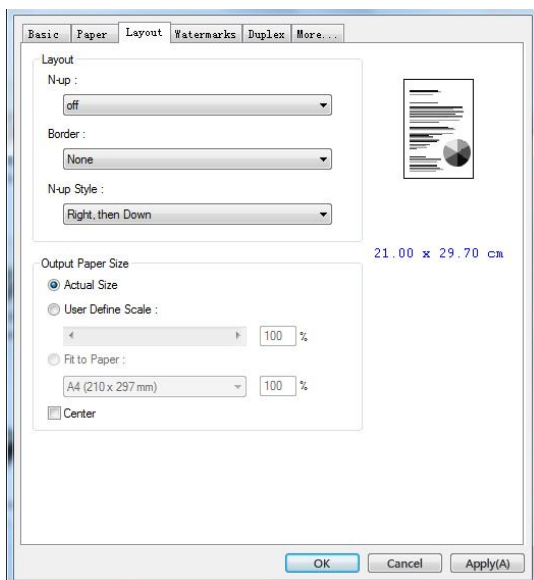 Basic Paper Layout Watermarks Duplex More...
Layout
N-up :
off
Border :
None
N-up Style :
Right, then Down
21.00 x 29.70 cm
Output Paper Size
Actual Size
User Define Scale :
100 %
Fit to Paper :
A4 (210 x 297 mm) 100 %
Center
OK Cancel Apply(A)